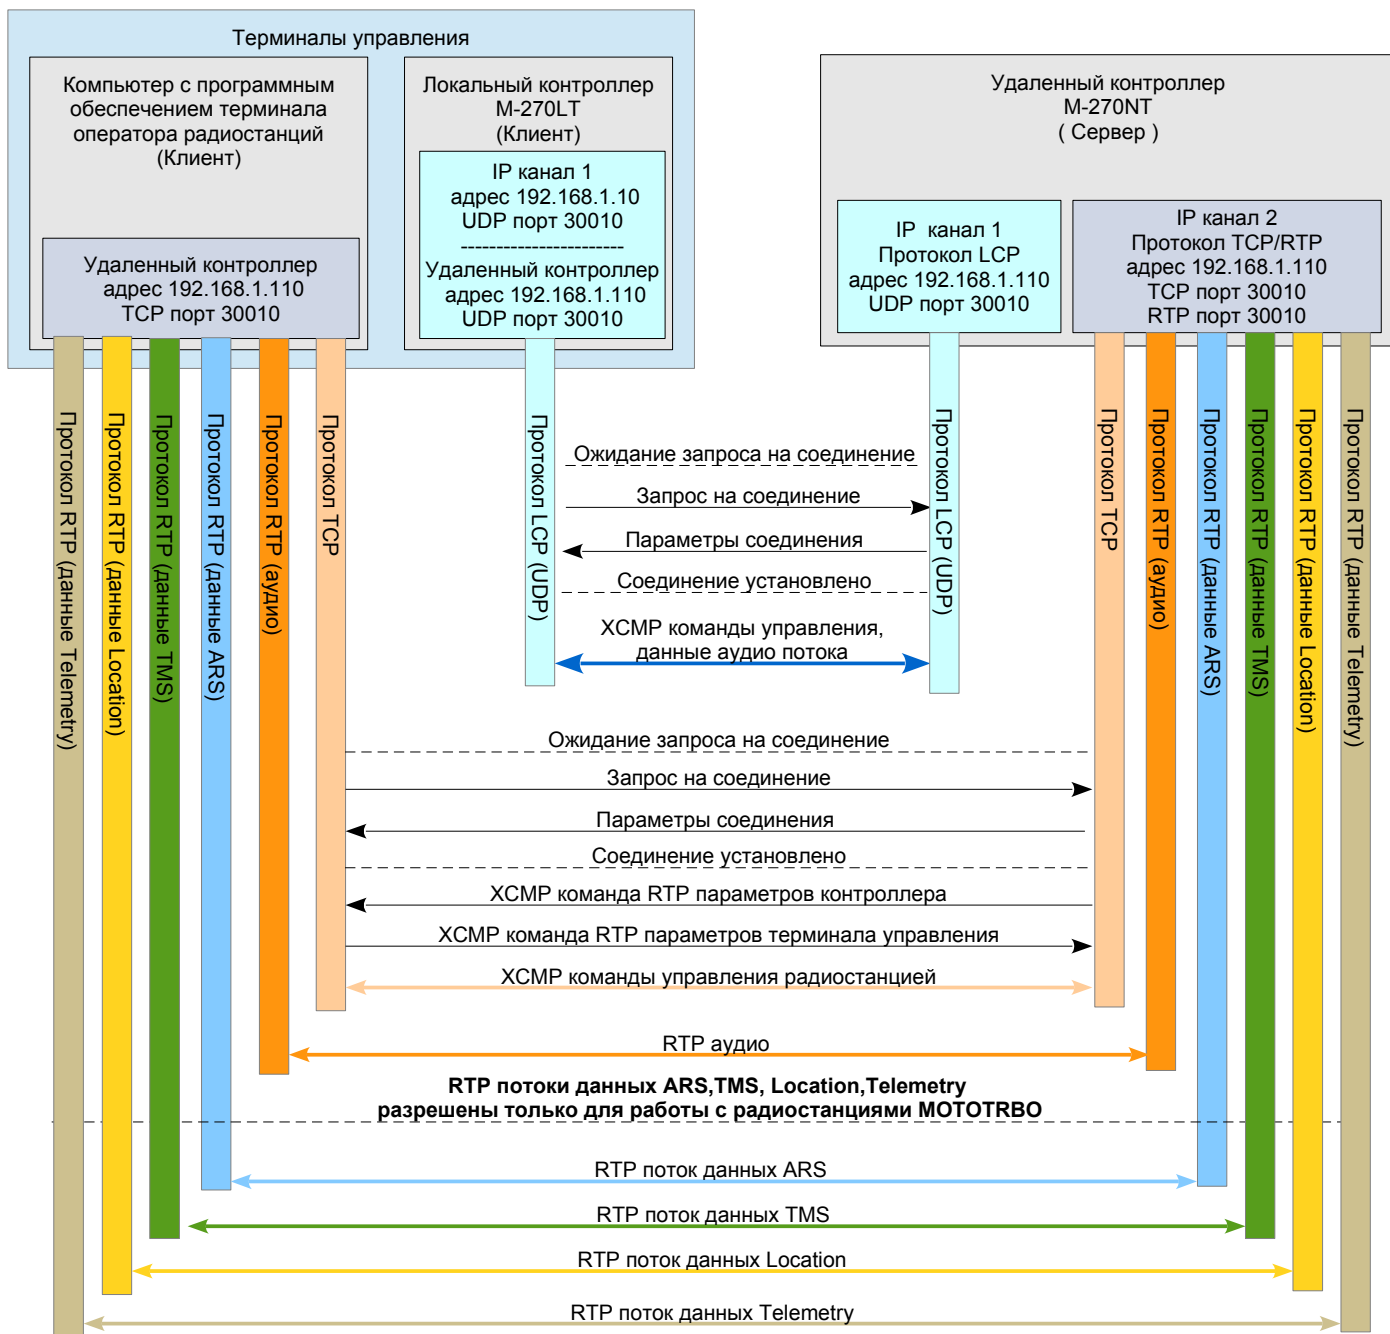 Терминалы управления
Компьютер с программным
обеспечением терминала
оператора радиостанций
(Клиент)
Удаленный контроллер
адрес 192.168.1.110
TCP порт 30010
Локальный контроллер
М-270LT
(Клиент)
IP канал 1
адрес 192.168.1.10
UDP порт 30010
-----------------------
Удаленный контроллер
адрес 192.168.1.110
UDP порт 30010
Удаленный контроллер
M-270NT
( Сервер )
IP канал 1
Протокол LCP
адрес 192.168.1.110
UDP порт 30010
IP канал 2
Протокол TCP/RTP
адрес 192.168.1.110
TCP порт 30010
RTP порт 30010
Протокол RTP (данные Telemetry)
Протокол RTP (данные Location)
Протокол RTP (данные TMS)
Протокол RTP (данные ARS)
Протокол RTP (аудио)
Протокол TCP
Протокол LCP (UDP)
Протокол LCP (UDP)
Протокол TCP
Протокол RTP (аудио)
Протокол RTP (данные ARS)
Протокол RTP (данные TMS)
Протокол RTP (данные Location)
Протокол RTP (данные Telemetry)
Ожидание запроса на соединение
Запрос на соединение
Параметры соединения
Соединение установлено
XCMP команды управления,
данные аудио потока
Ожидание запроса на соединение
Запрос на соединение
Параметры соединения
Соединение установлено
XCMP команда RTP параметров контроллера
XCMP команда RTP параметров терминала управления
XCMP команды управления радиостанцией
RTP аудио
RTP потоки данных ARS,TMS, Location,Telemetry
разрешены только для работы с радиостанциями MOTOTRBO
RTP поток данных ARS
RTP поток данных TMS
RTP поток данных Location
RTP поток данных Telemetry